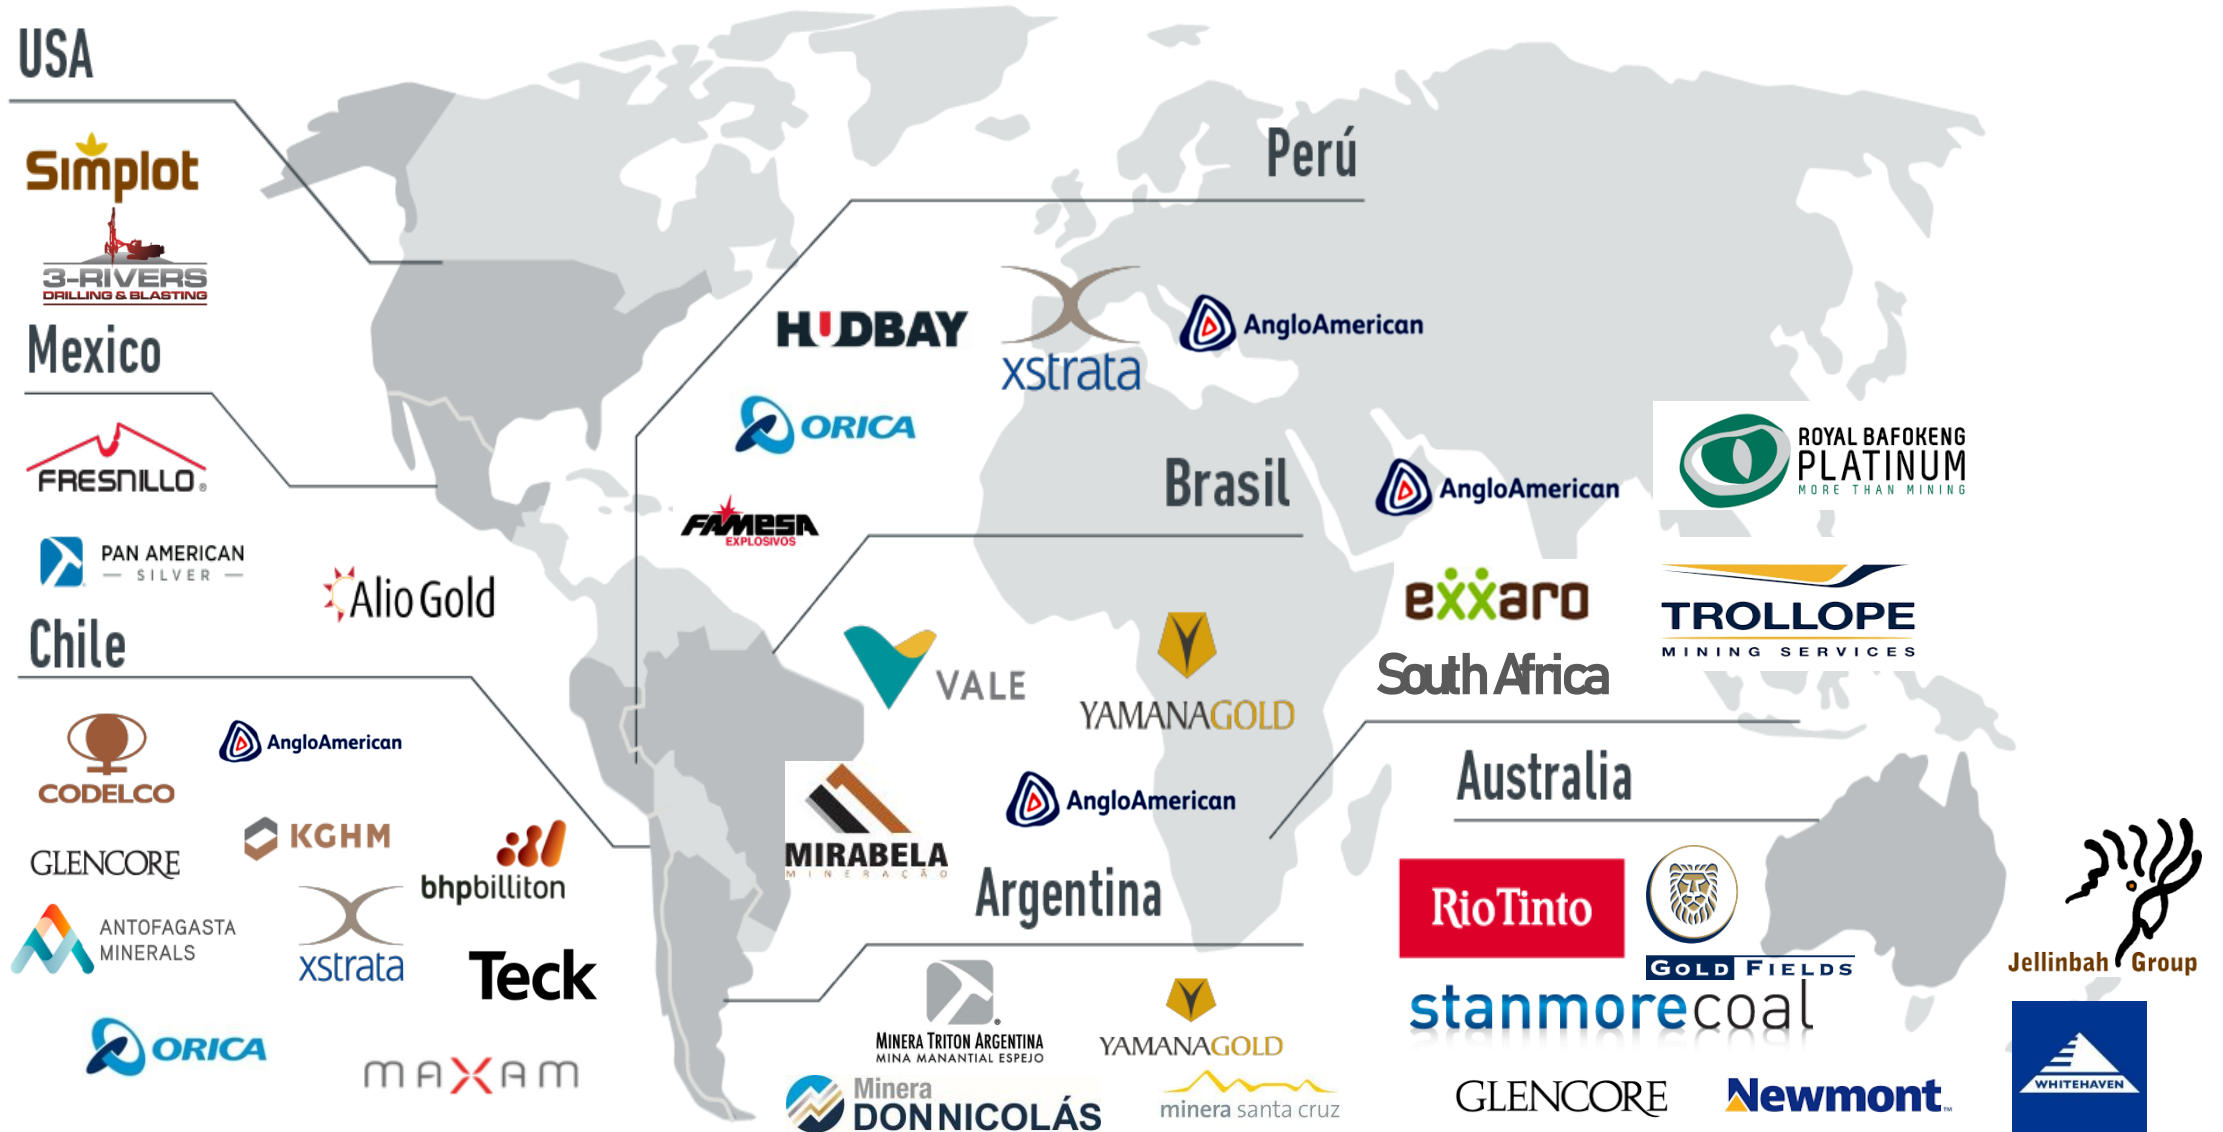 USA
Simplot
3-RIVERS
DRILLING & BLASTING
Mexico
FRESNILLO®
PAN AMERICAN
— SILVER —
Alio Gold
Chile
CODELCO
AngloAmerican
GLENCORE
KGHM
bhpbilliton
ANTOFAGASTA
MINERALS
xstrata
Teck
ORICA
MAXAM
Perú
HUDBAY
xstrata
AngloAmerican
ORICA
FAMESA
EXPLOSIVOS
Brasil
VALE
YAMANAGOLD
MIRABELA
MINERAÇÃO
AngloAmerican
Argentina
MINERA TRITON ARGENTINA
MINA MANANTIAL ESPEJO
YAMANAGOLD
Minera
DON NICOLÁS
minera santa cruz
AngloAmerican
ROYAL BAFOKENG
PLATINUM
MORE THAN MINING
exxaro
TROLLOPE
MINING SERVICES
South Africa
Australia
RioTinto
GOLD FIELDS
Jellinbah Group
stanmorecoal
GLENCORE
Newmont™
WHITEHAVEN